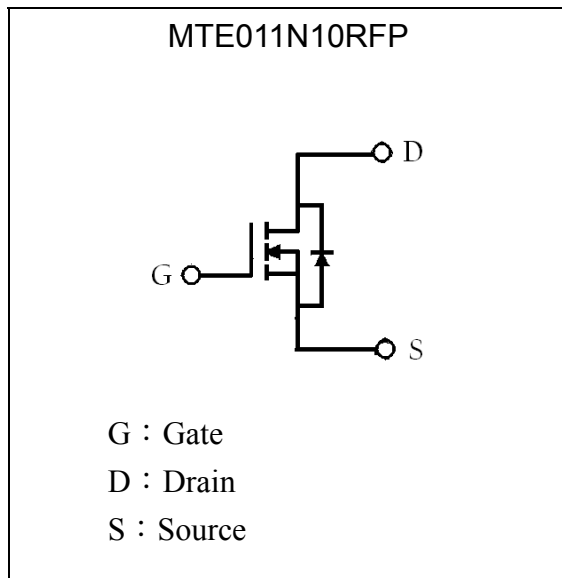 MTE011N10RFP
D
G
S
G：Gate
D：Drain
S：Source